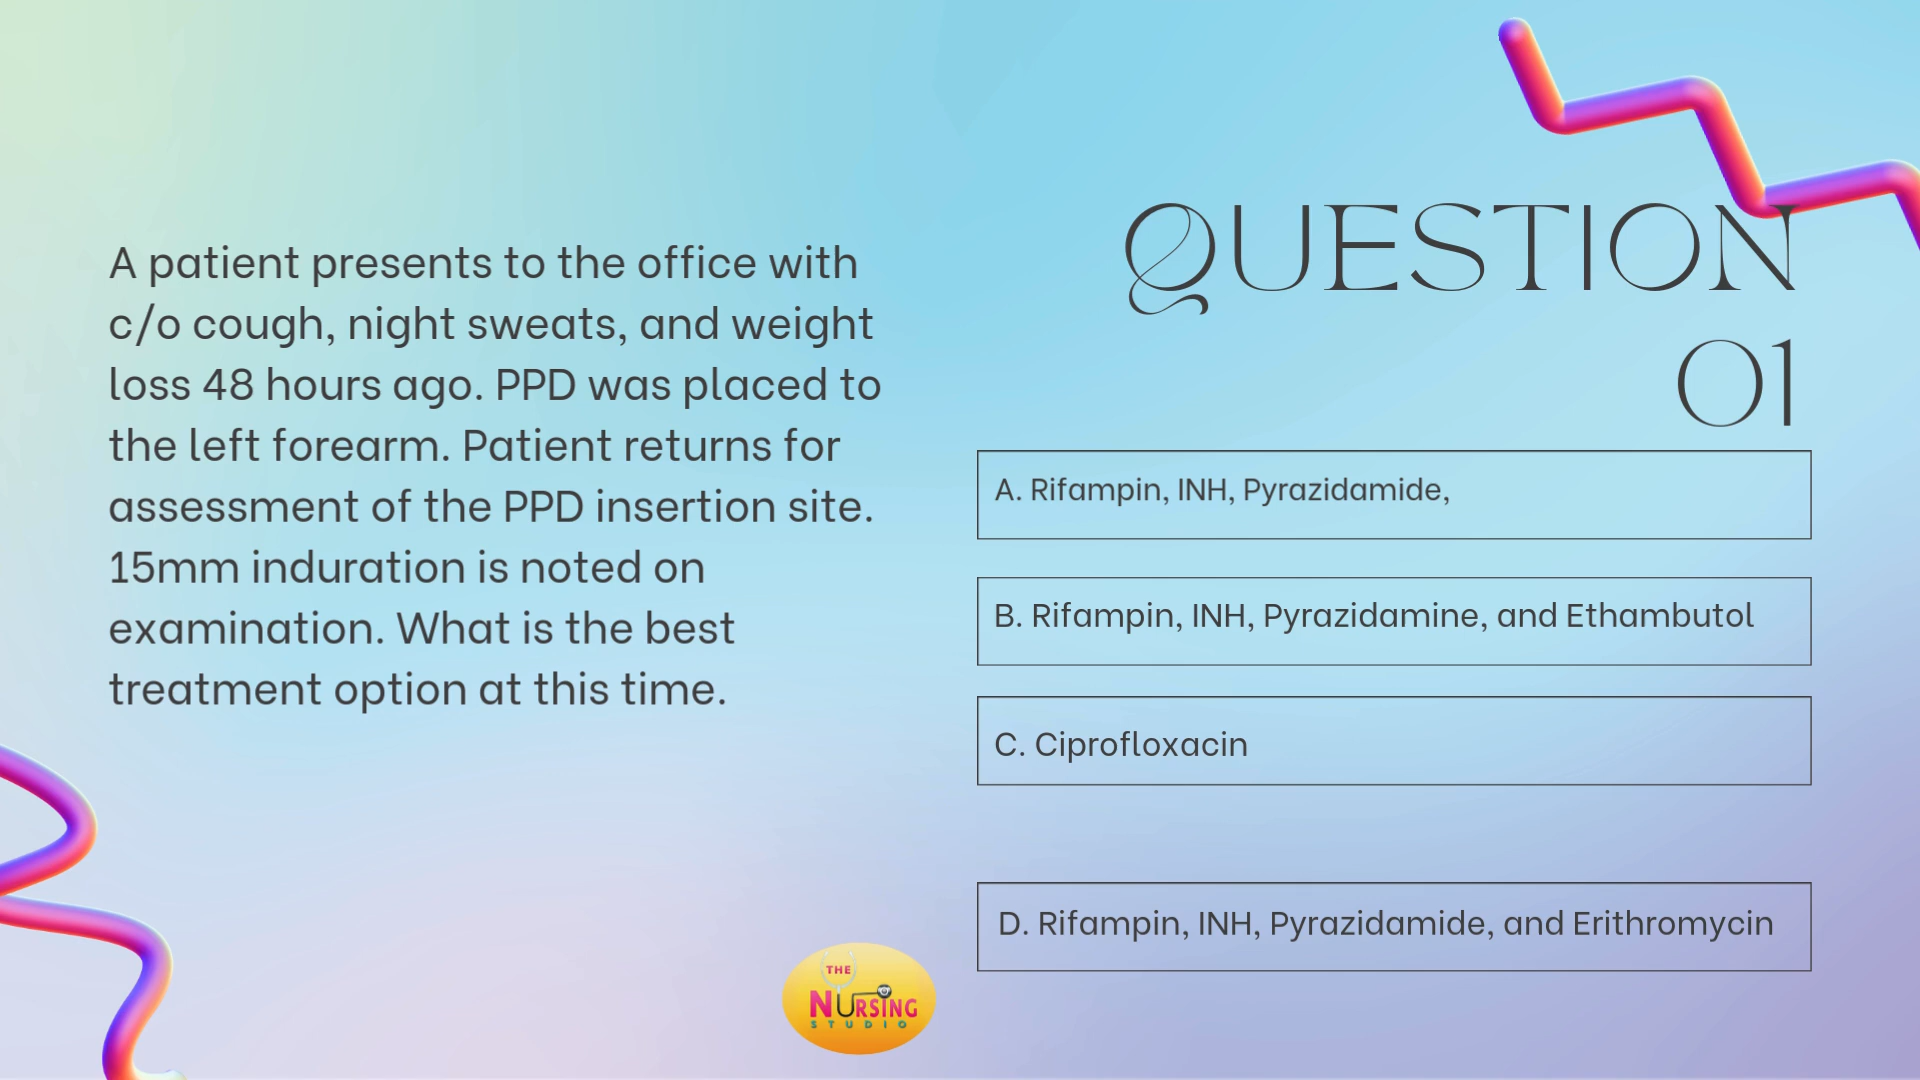 A patient presents to the office with
c/o cough, night sweats, and weight
loss 48 hours ago. PPD was placed to
the left forearm. Patient returns for
assessment of the PPD insertion site.
15mm induration is noted on
examination. What is the best
treatment option at this time.
QUESTION
01
A. Rifampin, INH, Pyrazidamide,
B. Rifampin, INH, Pyrazidamine, and Ethambutol
C. Ciprofloxacin
D. Rifampin, INH, Pyrazidamide, and Erithromycin
THE
NURSING
STUDIO